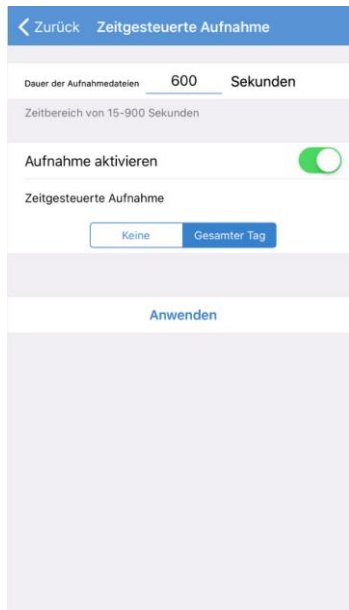 Zurück Zeitgesteuerte Aufnahme
Dauer der Aufnahmedateien 600 Sekunden
Zeitbereich von 15-900 Sekunden
Aufnahme aktivieren
Zeitgesteuerte Aufnahme
Keine Gesamter Tag
Anwenden